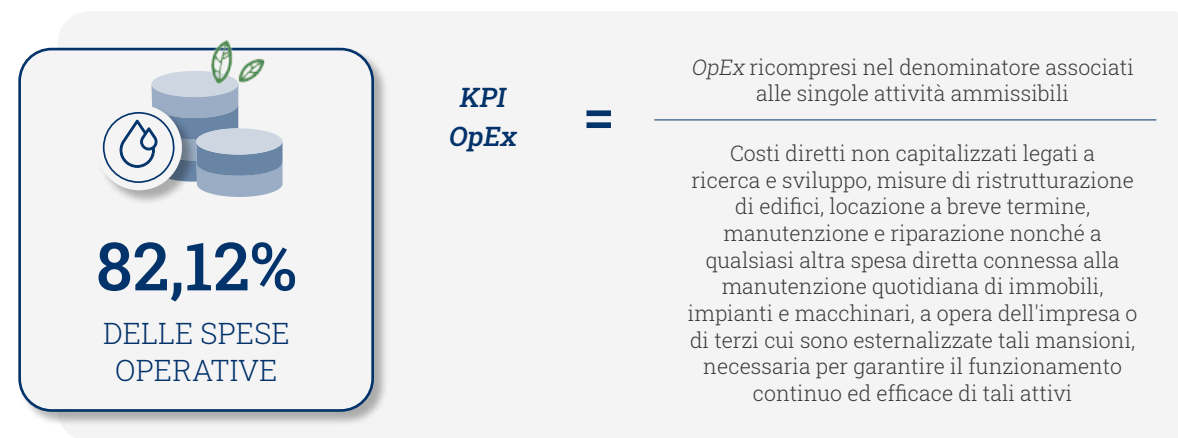 82,12%
DELLE SPESE
OPERATIVE
KPI
OpEx
=
OpEx ricompresi nel denominatore associati
alle singole attività ammissibili
Costi diretti non capitalizzati legati a
ricerca e sviluppo, misure di ristrutturazione
di edifici, locazione a breve termine,
manutenzione e riparazione nonché a
qualsiasi altra spesa diretta connessa alla
manutenzione quotidiana di immobili,
impianti e macchinari, a opera dell'impresa o
di terzi cui sono esternalizzate tali mansioni,
necessaria per garantire il funzionamento
continuo ed efficace di tali attivi